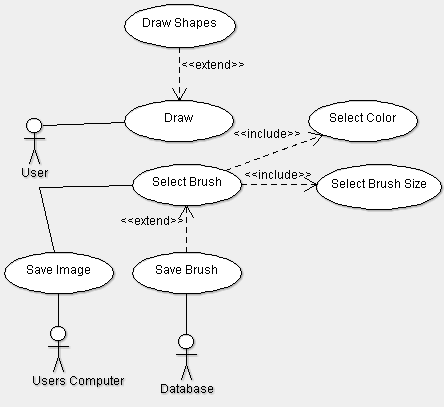 Draw Shapes
<<extend>>
Draw
Select Color
<<include>>
User
Select Brush
<<include>>
Select Brush Size
<<extend>>
Save Image
Save Brush
Users Computer
Database